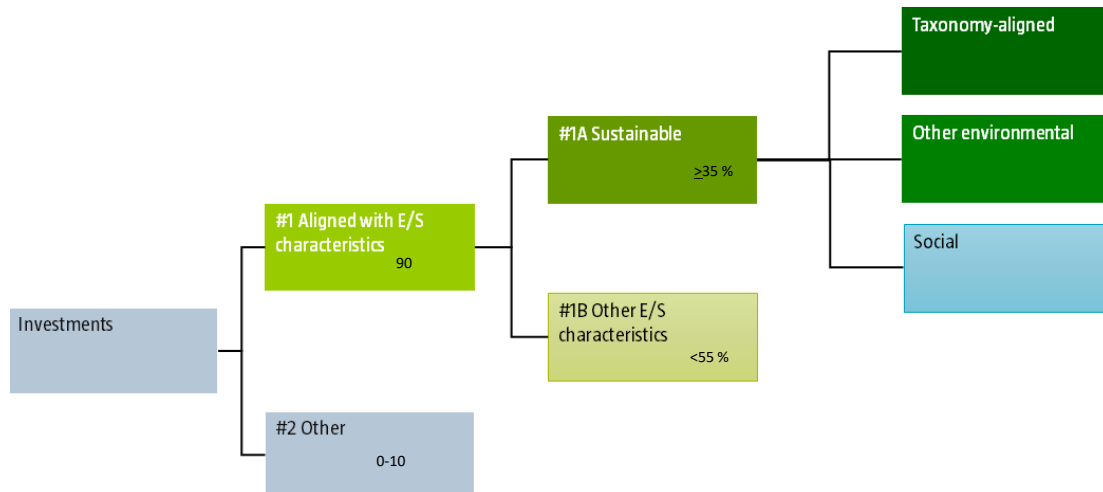 Investments
#1 Aligned with E/S
characteristics
90
#2 Other
0-10
#1A Sustainable
≥35 %
#1B Other E/S
characteristics
<55 %
Taxonomy-aligned
Other environmental
Social